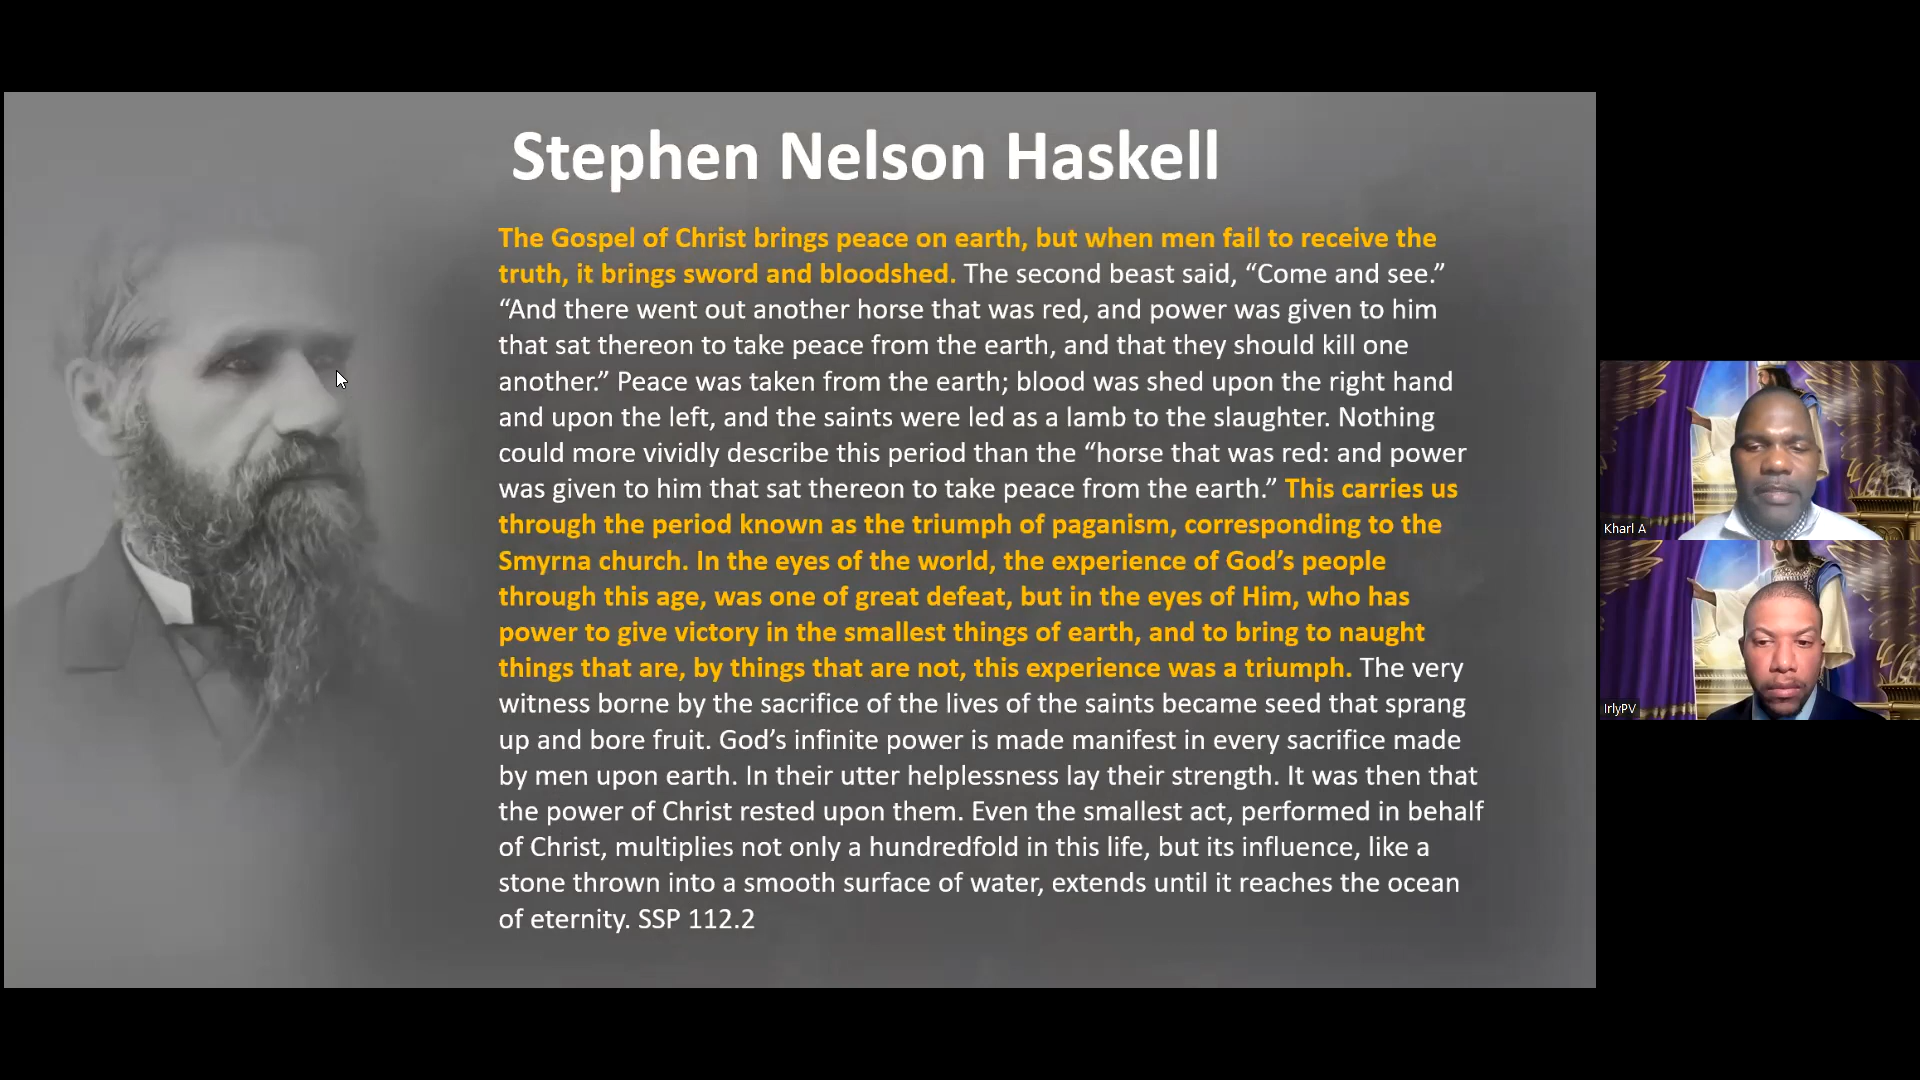 Stephen Nelson Haskell
The Gospel of Christ brings peace on earth, but when men fail to receive the
truth, it brings sword and bloodshed. The second beast said, “Come and see.”
“And there went out another horse that was red, and power was given to him
that sat thereon to take peace from the earth, and that they should kill one
another.” Peace was taken from the earth; blood was shed upon the right hand
and upon the left, and the saints were led as a lamb to the slaughter. Nothing
could more vividly describe this period than the “horse that was red: and power
was given to him that sat thereon to take peace from the earth.” This carries us
through the period known as the triumph of paganism, corresponding to the
Smyrna church. In the eyes of the world, the experience of God’s people
through this age, was one of great defeat, but in the eyes of Him, who has
power to give victory in the smallest things of earth, and to bring to naught
things that are, by things that are not, this experience was a triumph. The very
witness borne by the sacrifice of the lives of the saints became seed that sprang
up and bore fruit. God’s infinite power is made manifest in every sacrifice made
by men upon earth. In their utter helplessness lay their strength. It was then that
the power of Christ rested upon them. Even the smallest act, performed in behalf
of Christ, multiplies not only a hundredfold in this life, but its influence, like a
stone thrown into a smooth surface of water, extends until it reaches the ocean
of eternity. SSP 112.2
Kharl A
IrlyPV